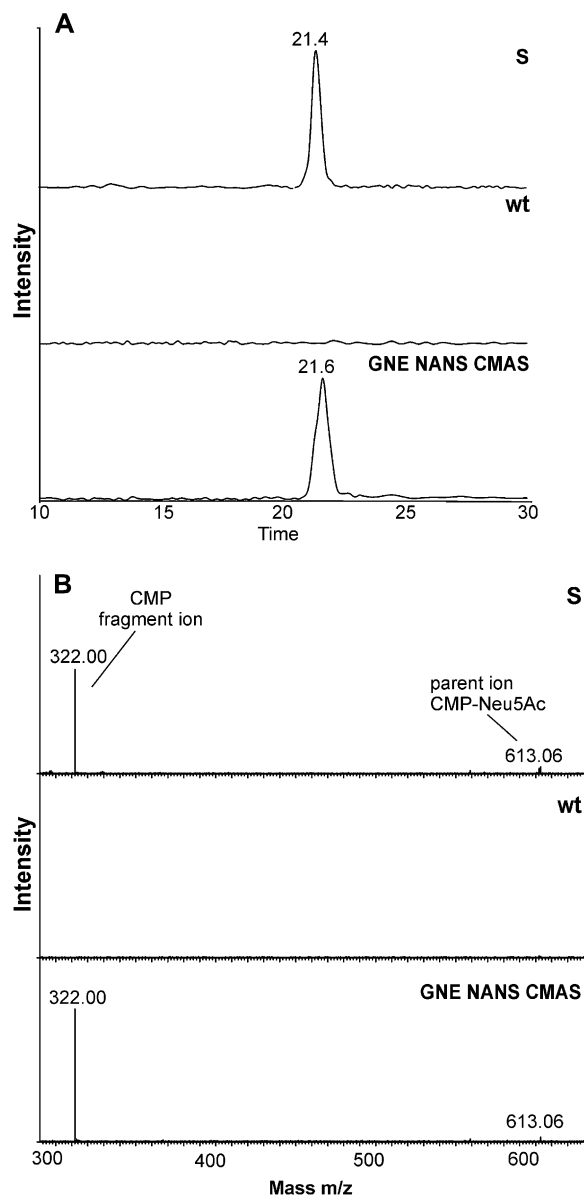 A
21.4
S
wt
Intensity
GNE NANS CMAS
21.6
10 15 20 25 30
Time
B
S
CMP
fragment ion
322.00
parent ion
CMP-Neu5Ac
613.06
wt
Intensity
GNE NANS CMAS
322.00
613.06
300 400 500 600
Mass m/z